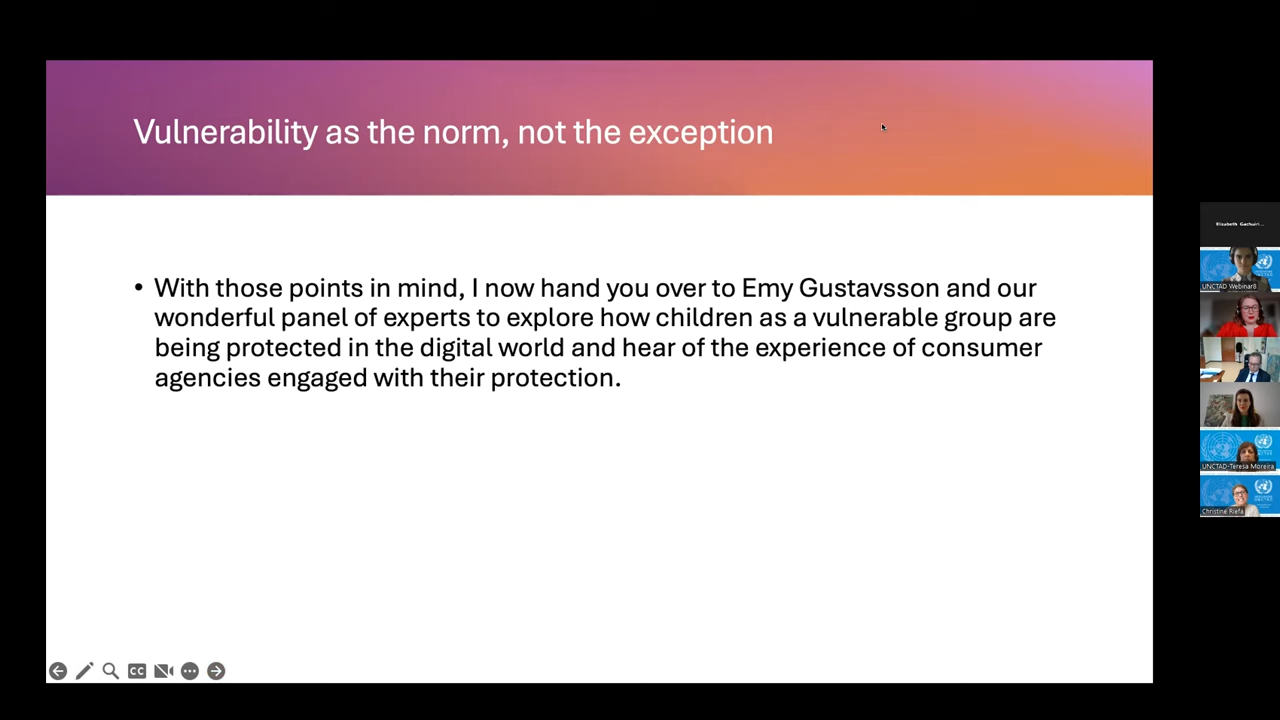 Vulnerability as the norm, not the exception
• With those points in mind, I now hand you over to Emy Gustavsson and our
wonderful panel of experts to explore how children as a vulnerable group are
being protected in the digital world and hear of the experience of consumer
agencies engaged with their protection.
CC
Elizabeth Gachuiri ...
UNCTAD Webinar8
UNCTAD-Teresa Moreira
Christine Riefa